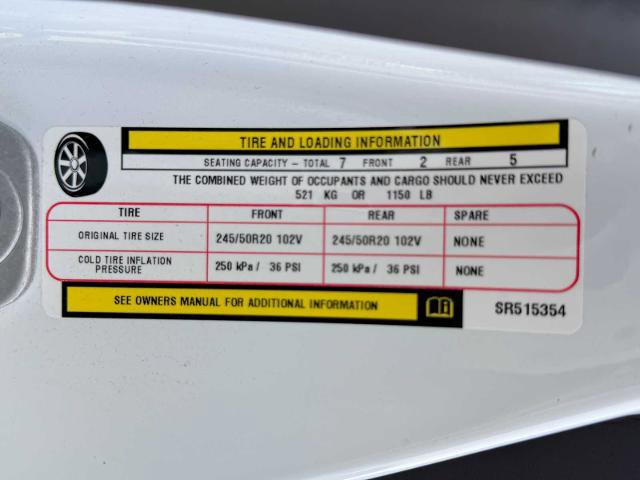 TIRE AND LOADING INFORMATION
SEATING CAPACITY - TOTAL 7 FRONT 2 REAR 5
THE COMBINED WEIGHT OF OCCUPANTS AND CARGO SHOULD NEVER EXCEED
521 KG OR 1150 LB
TIRE FRONT REAR SPARE
ORIGINAL TIRE SIZE 245/50R20 102V 245/50R20 102V NONE
COLD TIRE INFLATION
PRESSURE 250 kPa / 36 PSI 250 kPa / 36 PSI NONE
SEE OWNERS MANUAL FOR ADDITIONAL INFORMATION SR515354